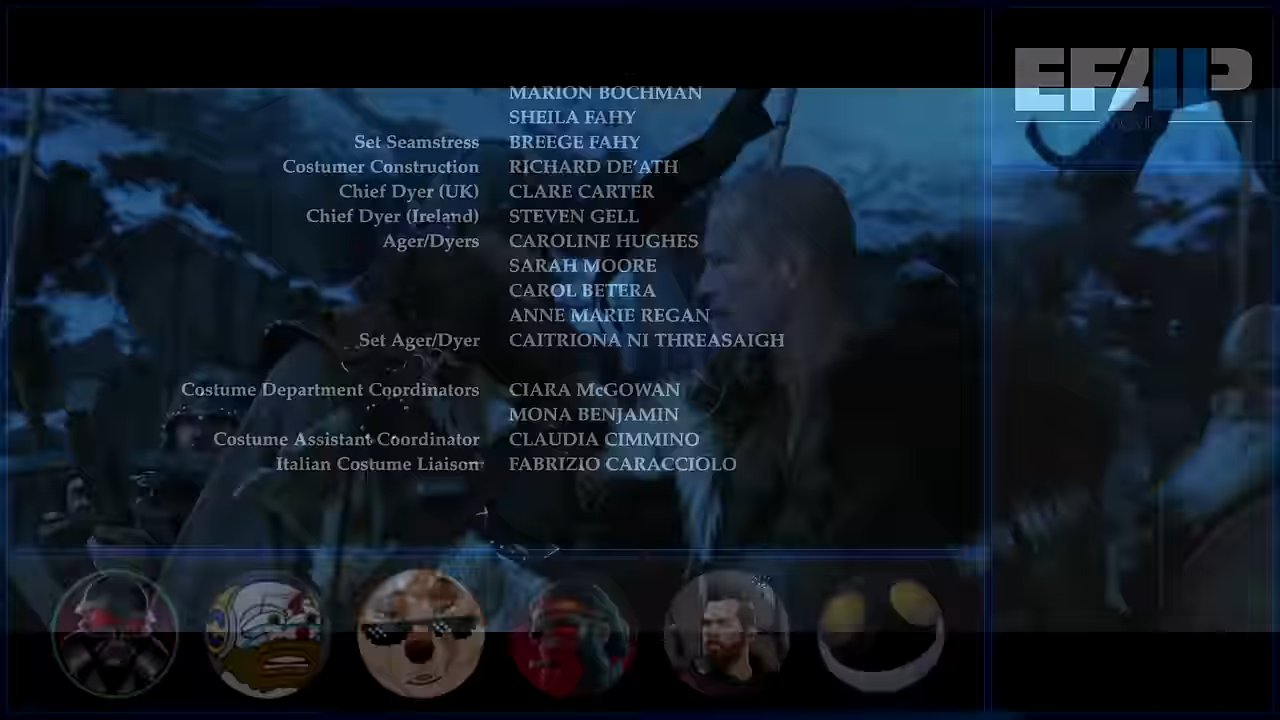 EFAP
MARION BOCHMAN
SHEILA FAHY
Set Seamstress BREEGE FAHY
Costumer Construction RICHARD DE'ATH
Chief Dyer (UK) CLARE CARTER
Chief Dyer (Ireland) STEVEN GELL
Ager/Dyers CAROLINE HUGHES
SARAH MOORE
CAROL BETERA
ANNE MARIE REGAN
Set Ager/Dyer CAITRIONA NI THREASAIGH
Costume Department Coordinators CIARA McGOWAN
MONA BENJAMIN
Costume Assistant Coordinator CLAUDIA CIMMINO
Italian Costume Liaison FABRIZIO CARACCIOLO